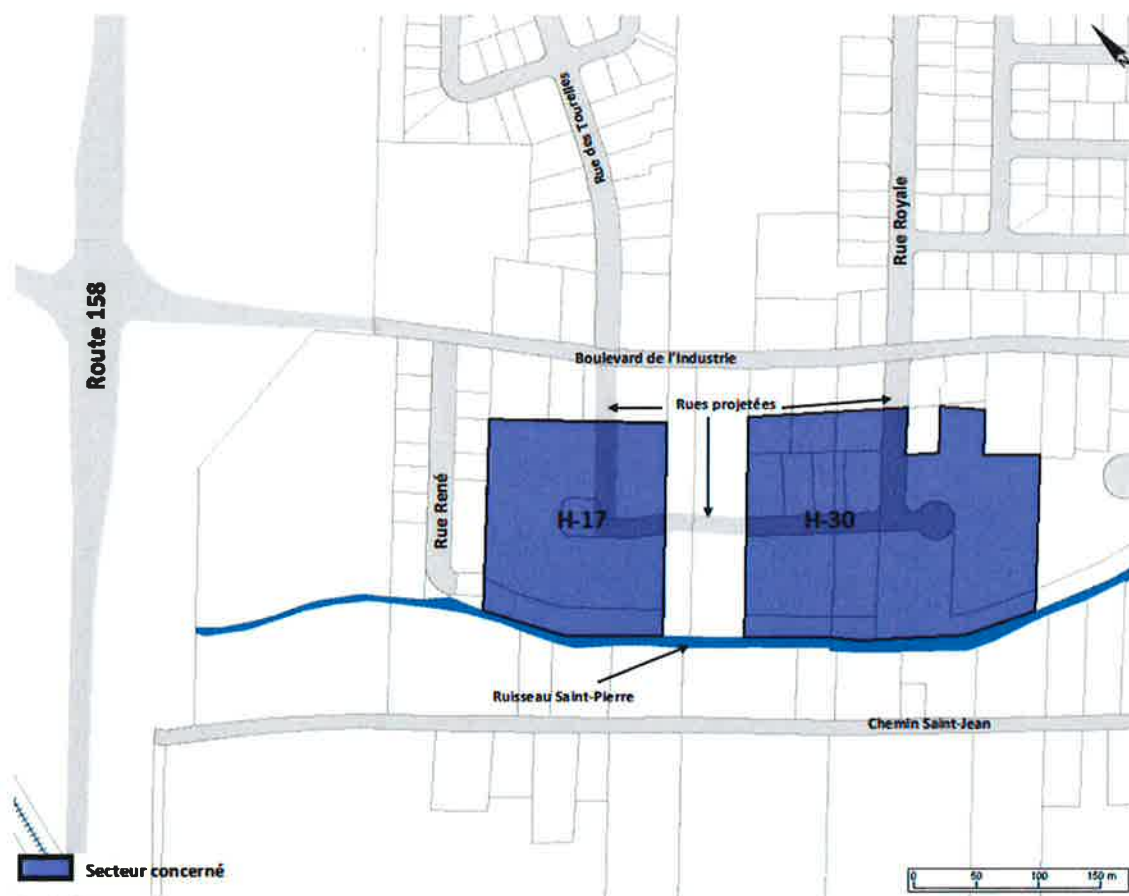 N
Rue des Tourelles
Rue Royale
Route 158
Boulevard de l'Industrie
Rues projetées
Rue René
H-17
H-30
Ruisseau Saint-Pierre
Chemin Saint-Jean
Secteur concerné
0 50 100 150 m